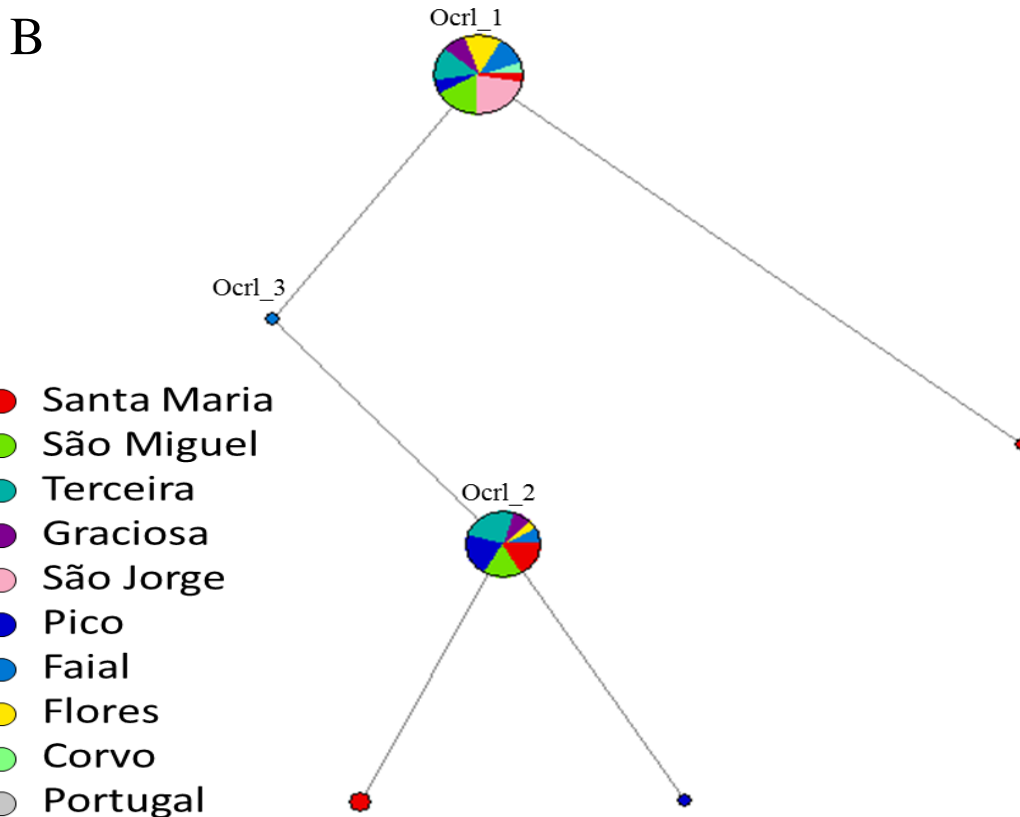 B
Ocrl_1
Ocrl_3
Santa Maria
São Miguel
Terceira
Ocrl_2
Graciosa
São Jorge
Pico
Faial
Flores
Corvo
Portugal